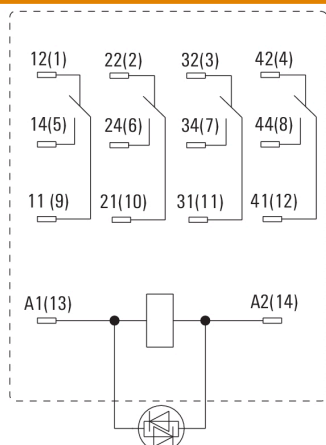 12(1) 22(2) 32(3) 42(4)
14(5) 24(6) 34(7) 44(8)
11 (9) 21(10) 31(11) 41(12)
A1(13) A2(14)